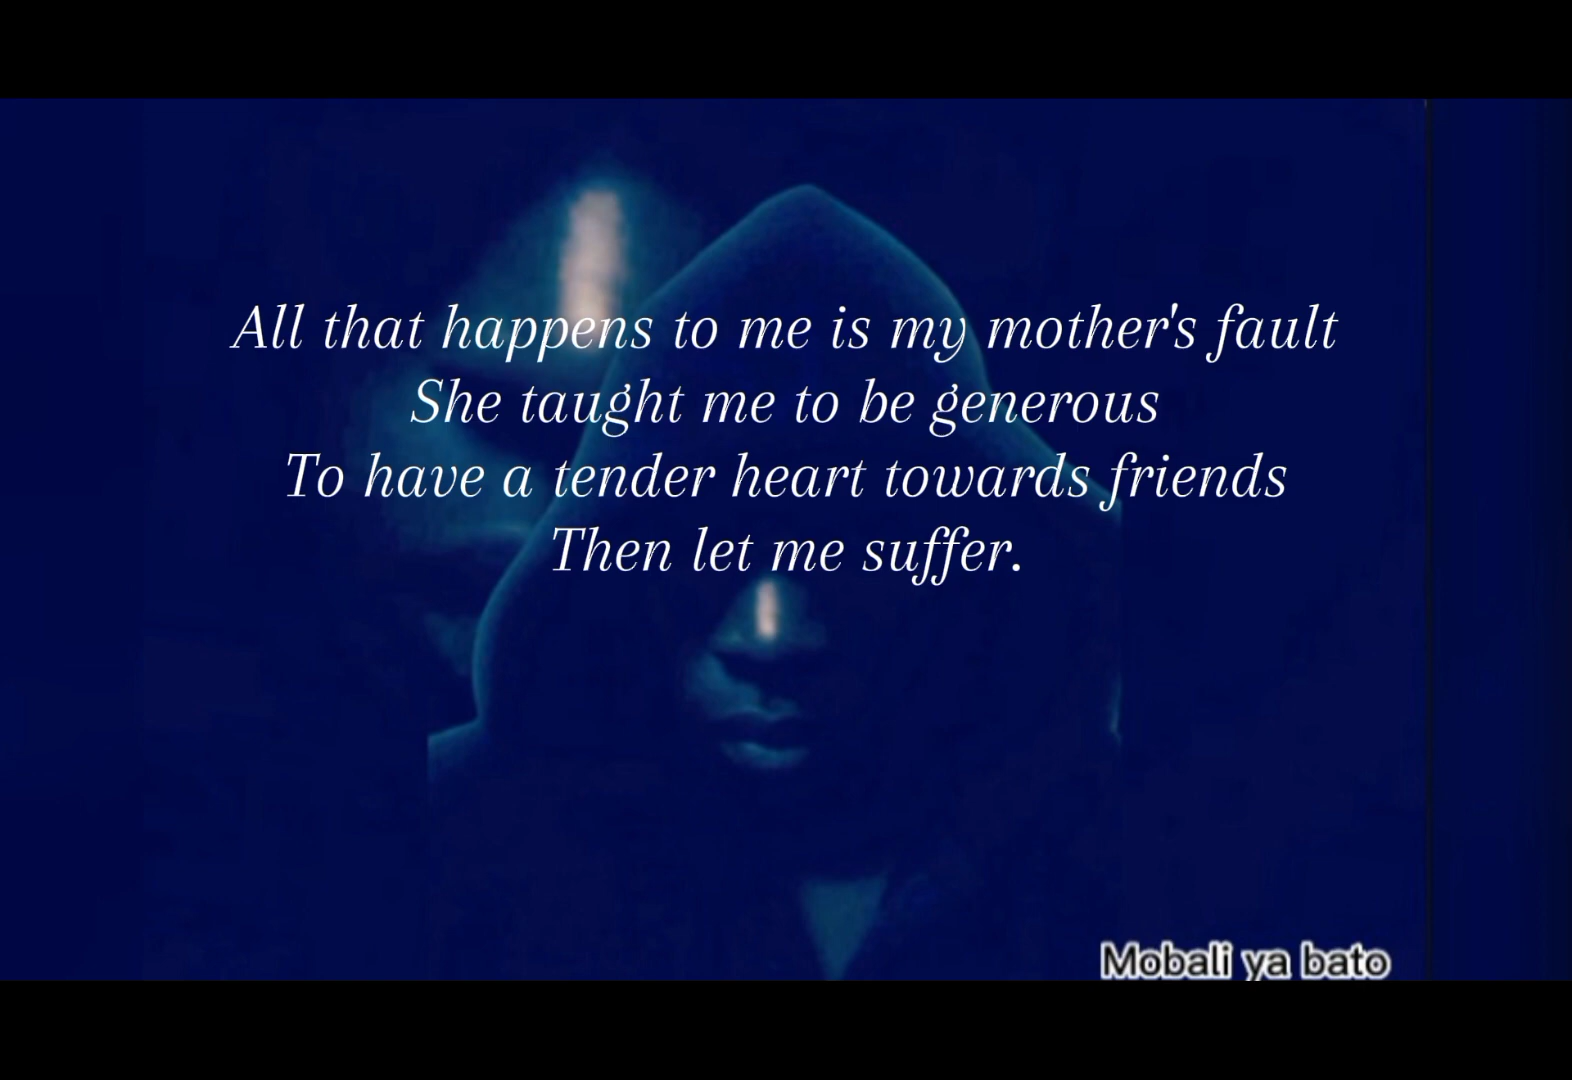 All that happens to me is my mother's fault
She taught me to be generous
To have a tender heart towards friends
Then let me suffer.
Mobali ya bato